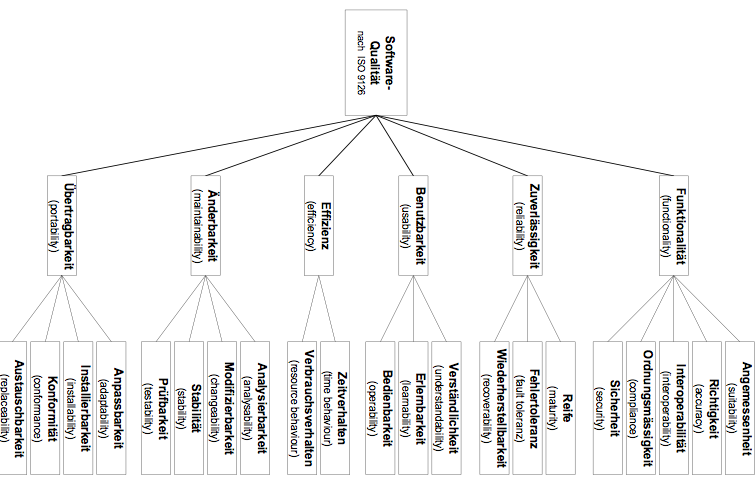 Software-
Qualität
nach ISO 9126
Funktionalität
(functionality)
Zuverlässigkeit
(reliability)
Benutzbarkeit
(usability)
Effizienz
(efficiency)
Änderbarkeit
(maintainability)
Übertragbarkeit
(portability)
Angemessenheit
(suitability)
Richtigkeit
(accuracy)
Interoperabilität
(interoperability)
Ordnungsmässigkeit
(compliance)
Sicherheit
(security)
Reife
(maturity)
Fehlertoleranz
(fault toleranz)
Wiederherstellbarkeit
(recoverability)
Verständlichkeit
(understandability)
Erlernbarkeit
(learnability)
Bedienbarkeit
(operability)
Zeitverhalten
(time behaviour)
Verbrauchsverhalten
(resource behaviour)
Analysierbarkeit
(analysability)
Modifizierbarkeit
(changeability)
Stabilität
(stability)
Prüfbarkeit
(testability)
Anpassbarkeit
(adaptability)
Installierbarkeit
(installability)
Konformität
(conformance)
Austauschbarkeit
(replaceability)